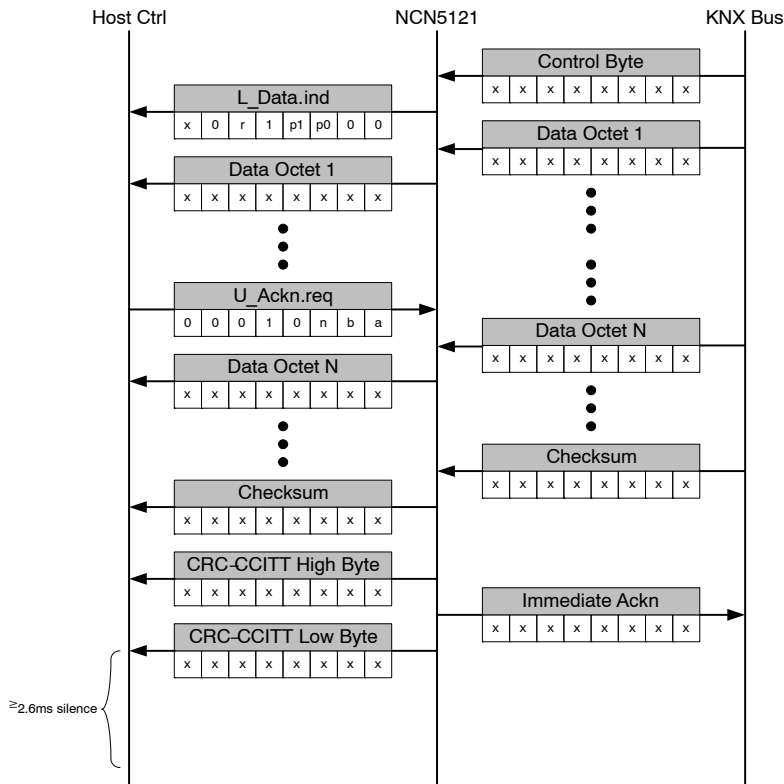 Host Ctrl NCN5121 KNX Bus
Control Byte
x x x x x x x x
L_Data.ind
x 0 r 1 p1 p0 0 0
Data Octet 1
x x x x x x x x
Data Octet 1
x x x x x x x x
U_Ackn.req
0 0 0 1 0 n b a
Data Octet N
x x x x x x x x
Data Octet N
x x x x x x x x
Checksum
x x x x x x x x
Checksum
x x x x x x x x
CRC-CCITT High Byte
x x x x x x x x
Immediate Ackn
x x x x x x x x
CRC-CCITT Low Byte
x x x x x x x x
≥2.6ms silence